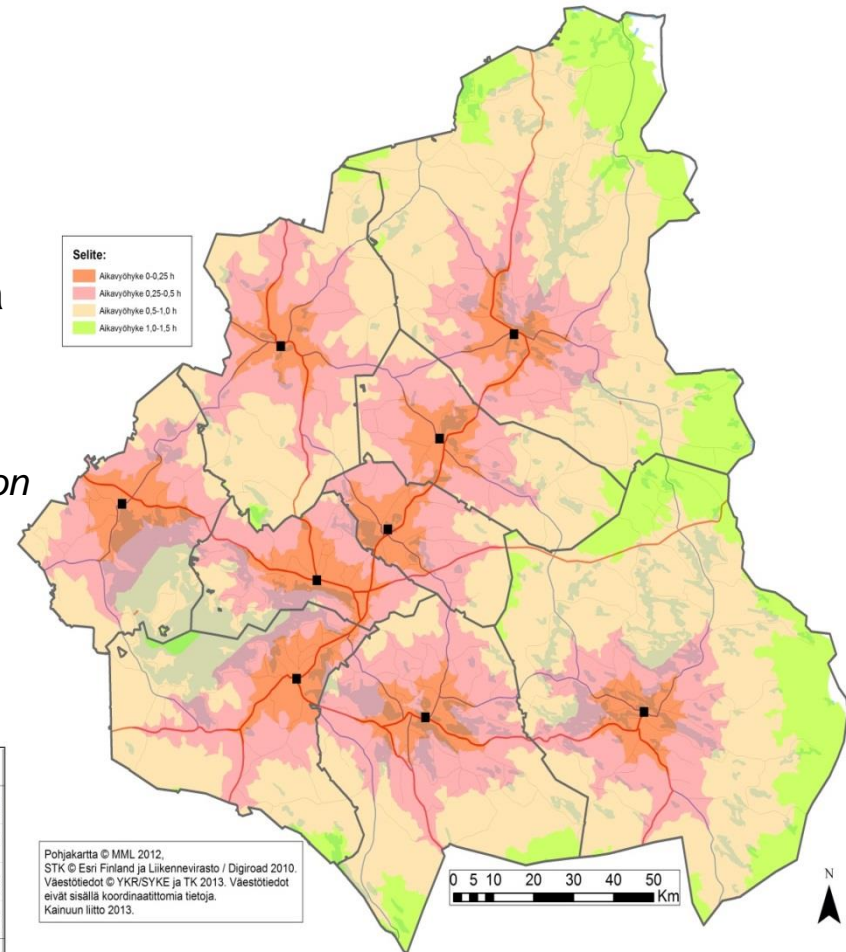 Selite:
Aikavyöhyke 0-0,25 h
Aikavyöhyke 0,25-0,5 h
Aikavyöhyke 0,5-1,0 h
Aikavyöhyke 1,0-1,5 h
a
on
Pohjakartta © MML 2012,
STK © Esri Finland ja Liikennevirasto / Digiroad 2010.
Väestötiedot © YKR/SYKE ja TK 2013. Väestötiedot
eivät sisällä koordinaatittomia tietoja.
Kainuun liitto 2013.
0 5 10 20 30 40 50
Km
N